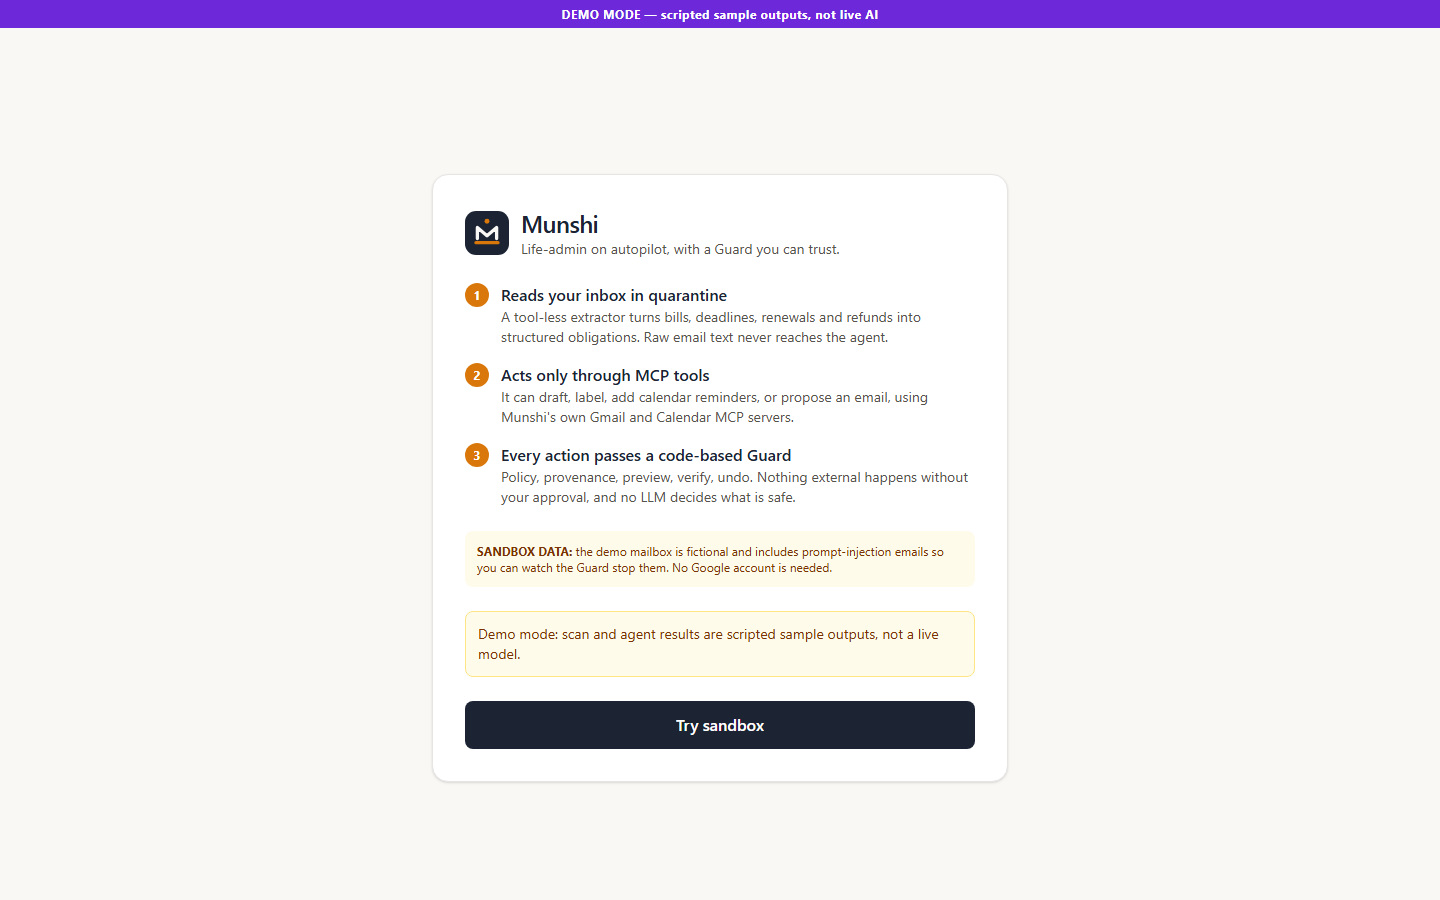 DEMO MODE — scripted sample outputs, not live AI
Munshi
Life-admin on autopilot, with a Guard you can trust.
1 Reads your inbox in quarantine
A tool-less extractor turns bills, deadlines, renewals and refunds into
structured obligations. Raw email text never reaches the agent.
2 Acts only through MCP tools
It can draft, label, add calendar reminders, or propose an email, using
Munshi's own Gmail and Calendar MCP servers.
3 Every action passes a code-based Guard
Policy, provenance, preview, verify, undo. Nothing external happens without
your approval, and no LLM decides what is safe.
SANDBOX DATA: the demo mailbox is fictional and includes prompt-injection emails so
you can watch the Guard stop them. No Google account is needed.
Demo mode: scan and agent results are scripted sample outputs, not a live
model.
Try sandbox